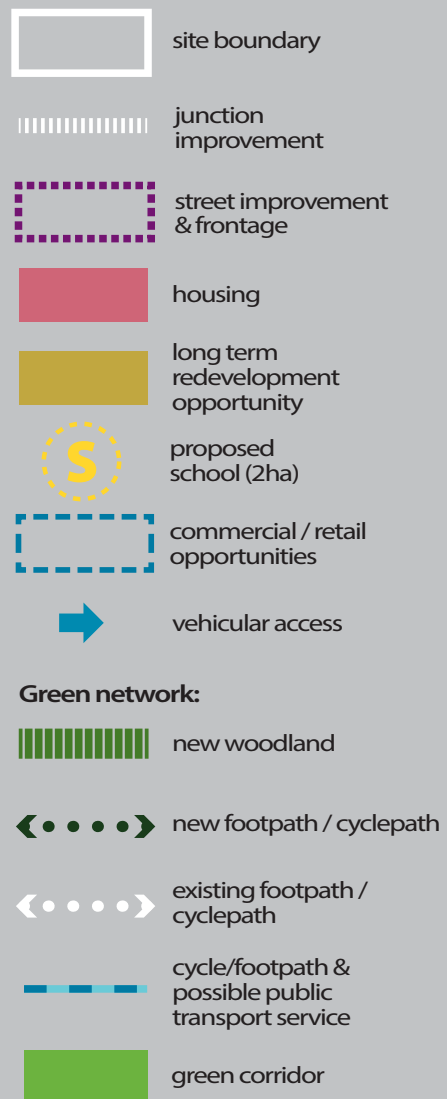 site boundary
junction
improvement
street improvement
& frontage
housing
long term
redevelopment
opportunity
S
proposed
school (2ha)
commercial / retail
opportunities
vehicular access
Green network:
new woodland
new footpath / cyclepath
existing footpath /
cyclepath
cycle/footpath &
possible public
transport service
green corridor